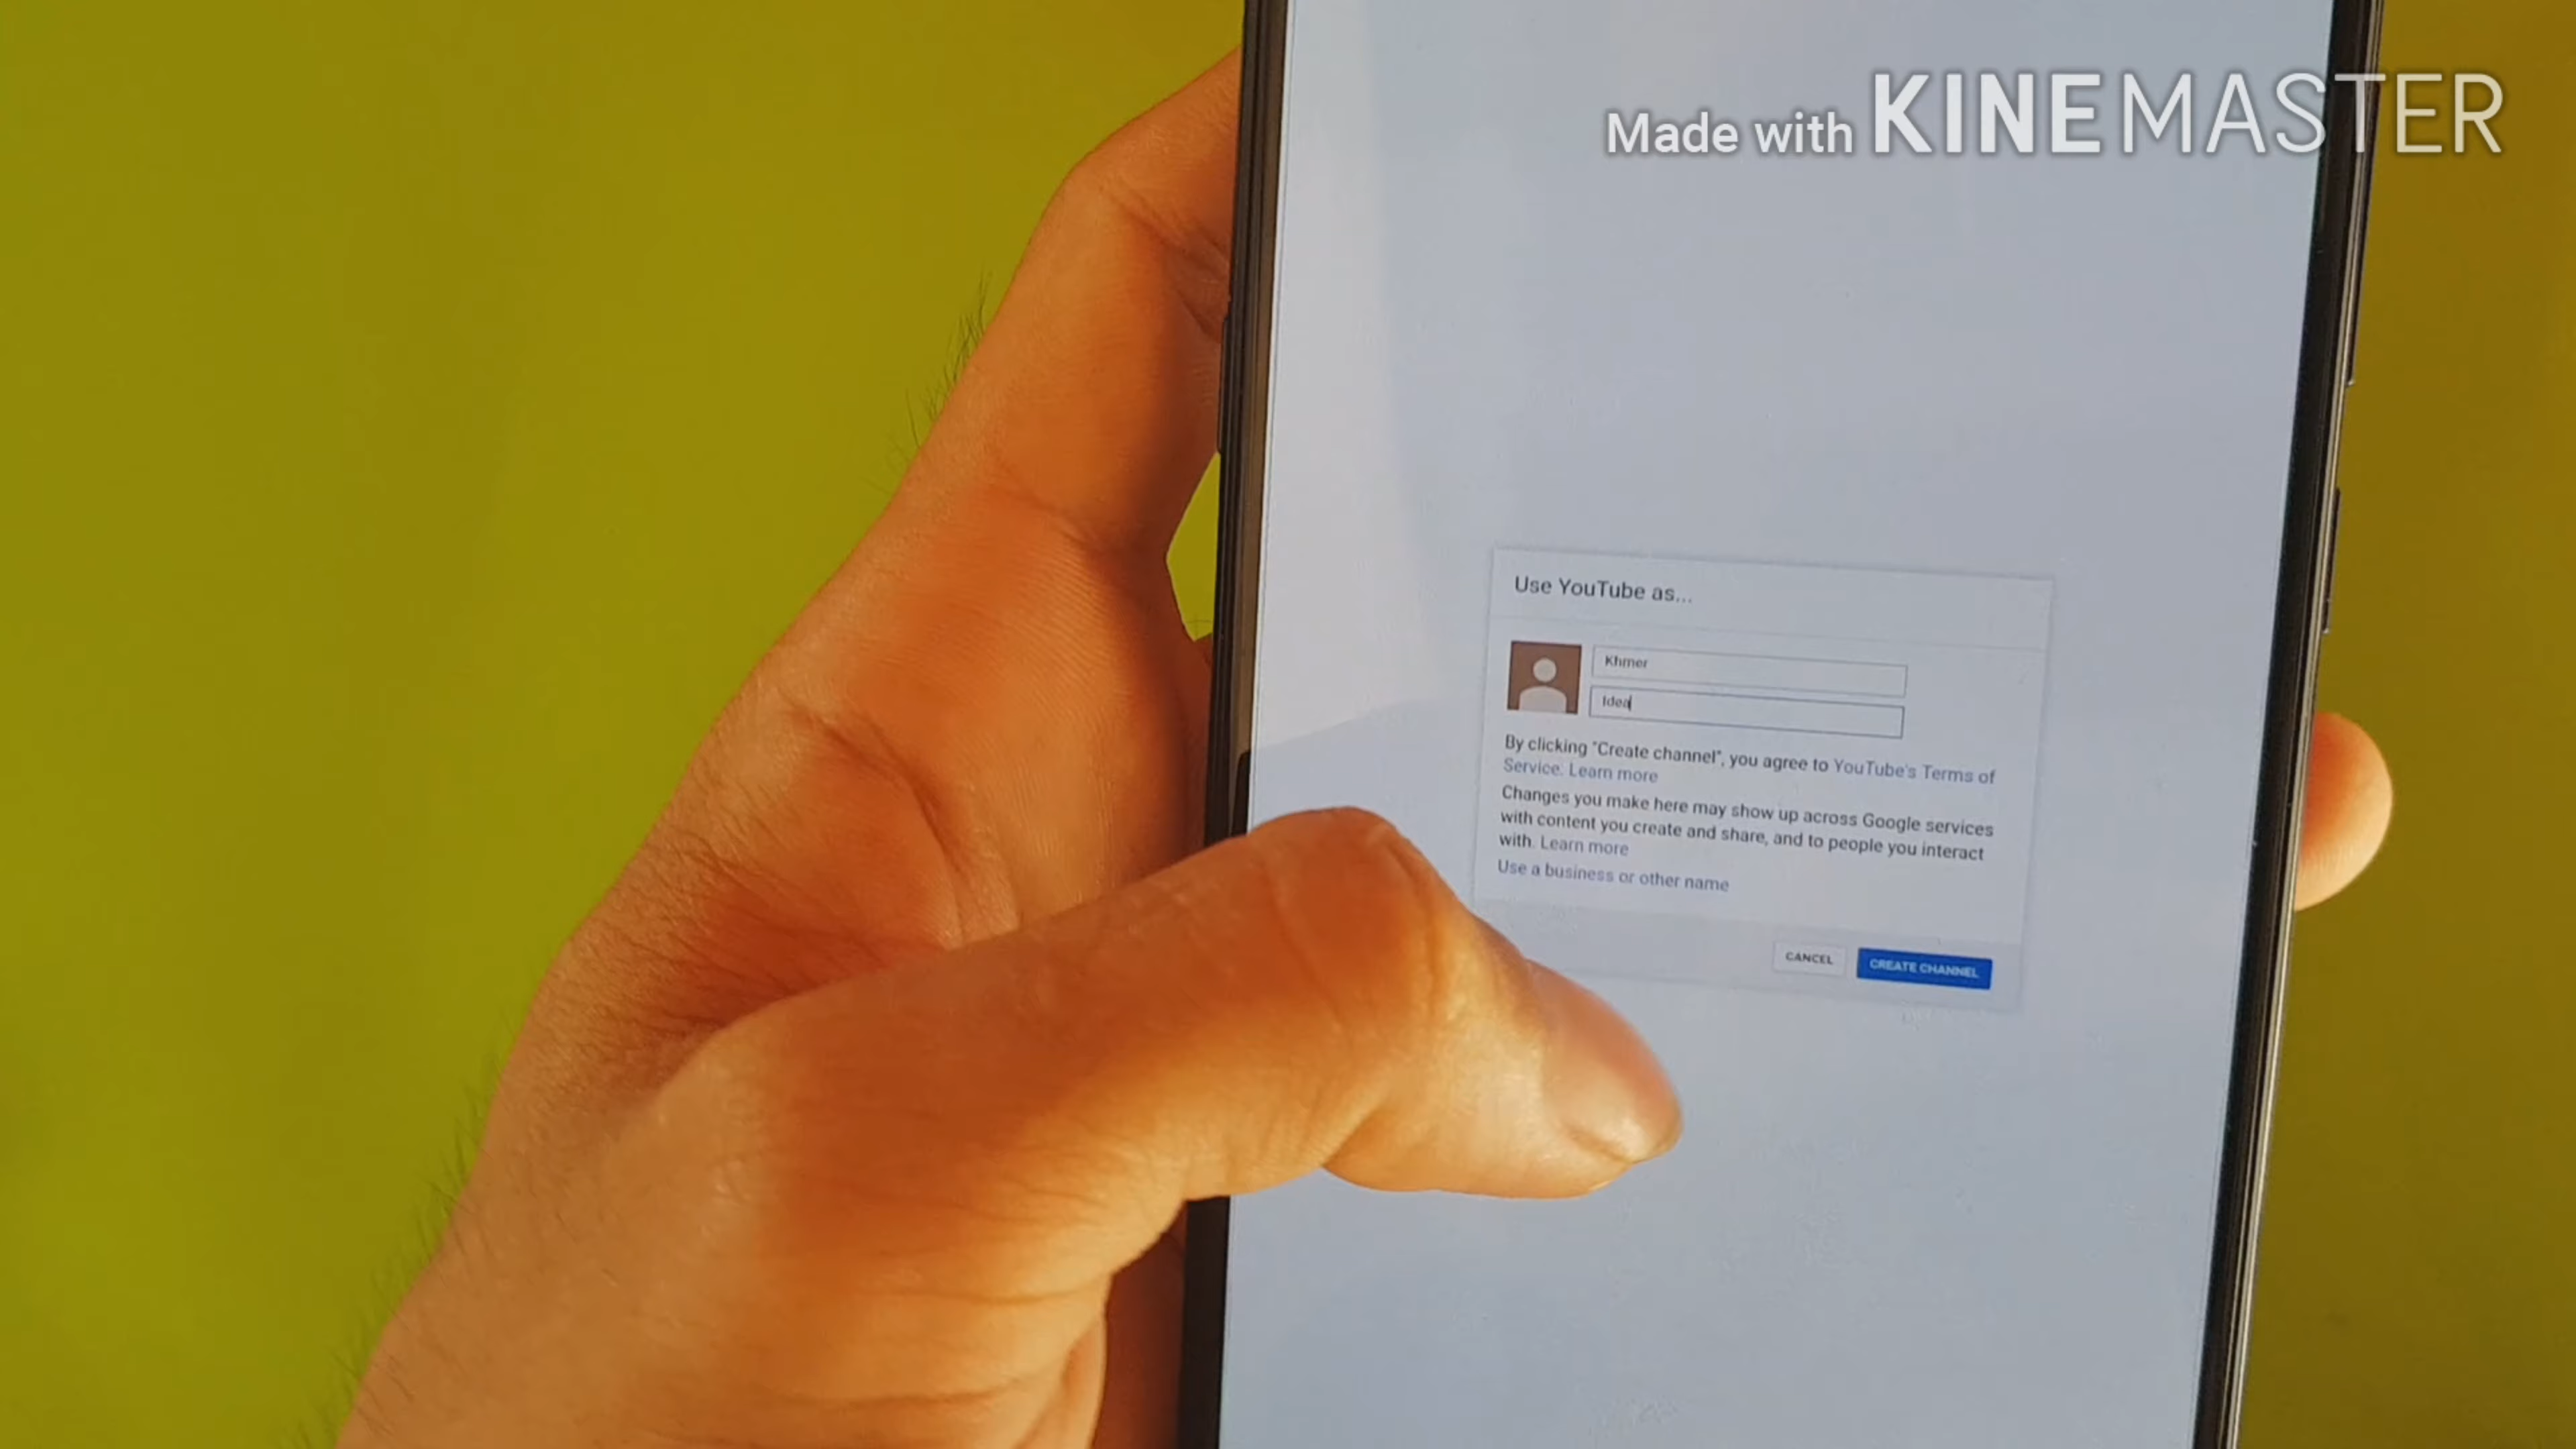 Made with KINEMASTER
Use YouTube as...
Khmer
Idea
By clicking "Create channel", you agree to YouTube's Terms of
Service. Learn more
Changes you make here may show up across Google services
with content you create and share, and to people you interact
with. Learn more
Use a business or other name
CANCEL
CREATE CHANNEL